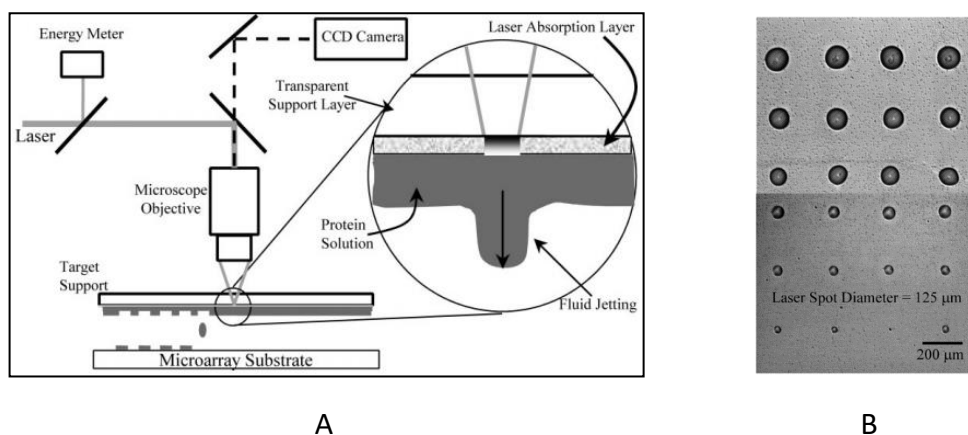 Energy Meter
CCD Camera
Laser Absorption Layer
Transparent
Support Layer
Laser
Microscope
Objective
Protein
Solution
Target
Support
Fluid Jetting
Microarray Substrate
Laser Spot Diameter = 125 µm
200 µm
A
B